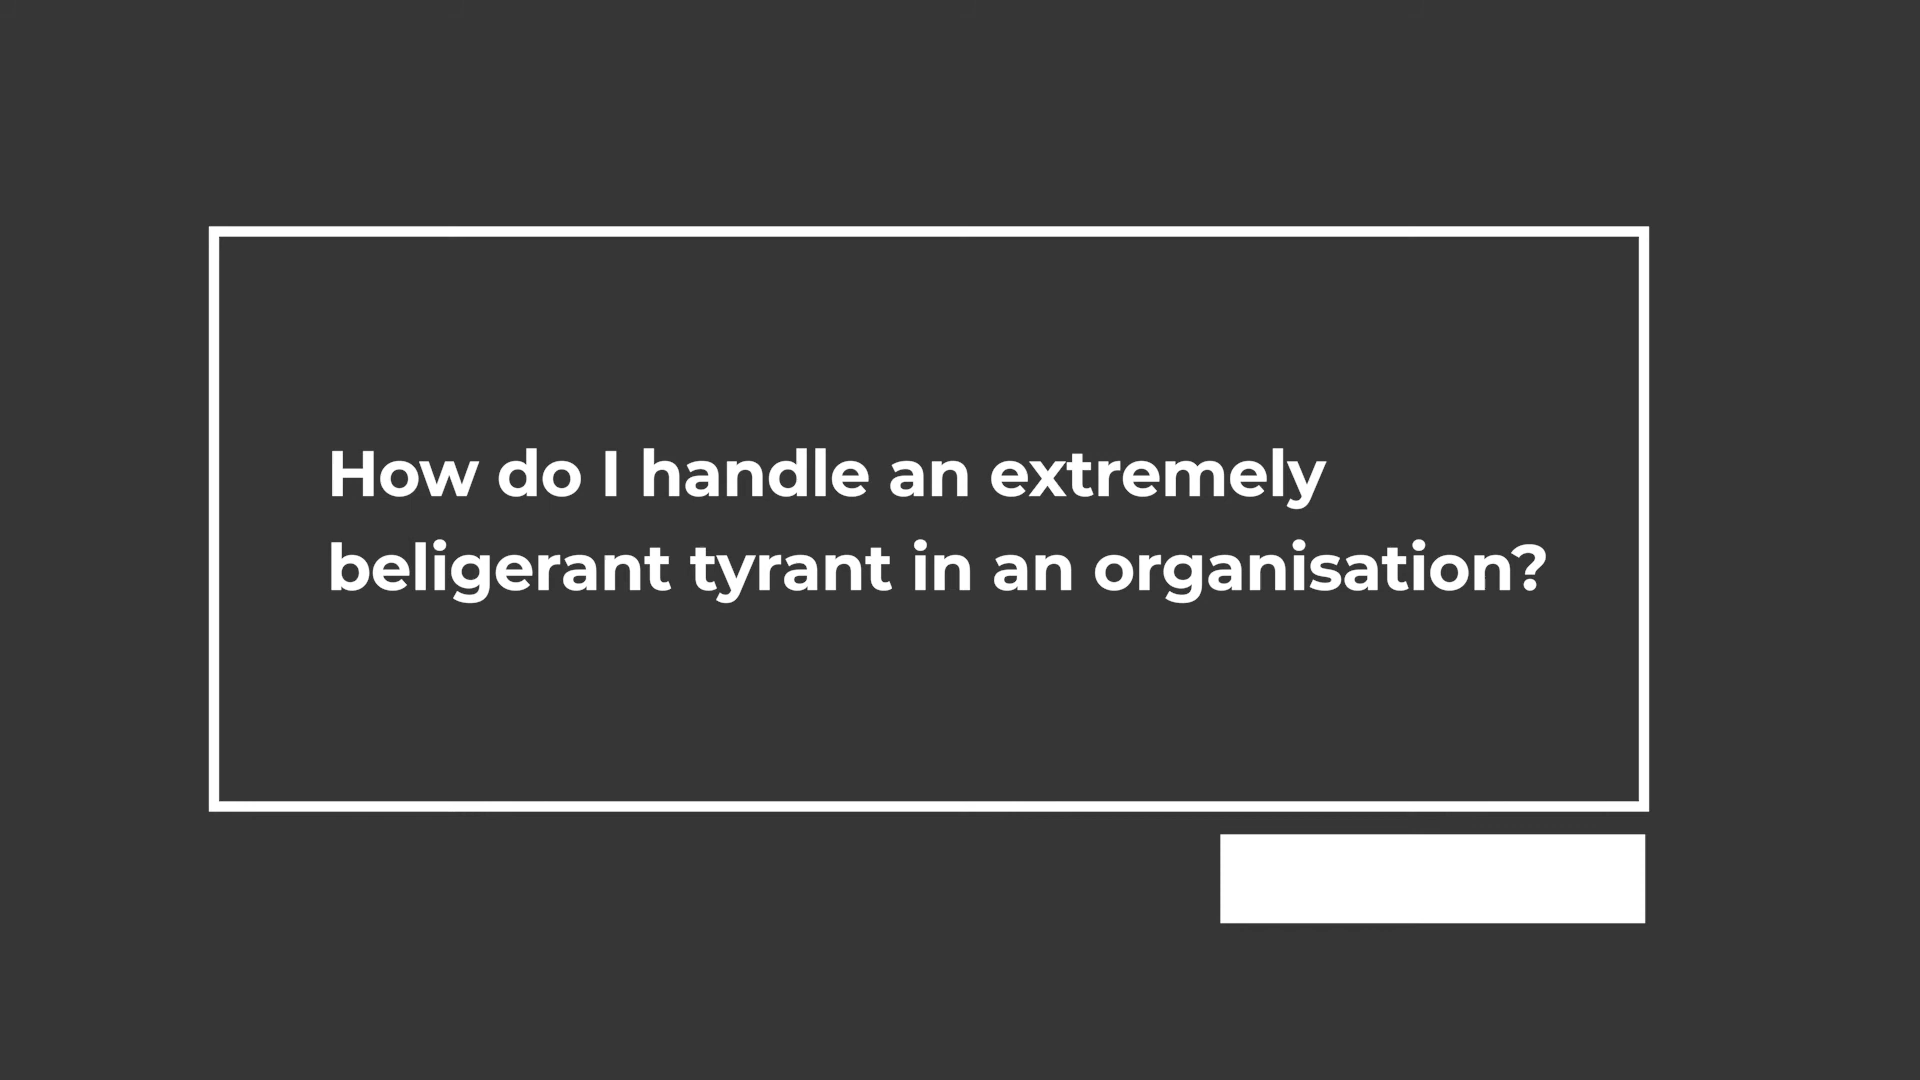 How do I handle an extremely
beligerant tyrant in an organisation?